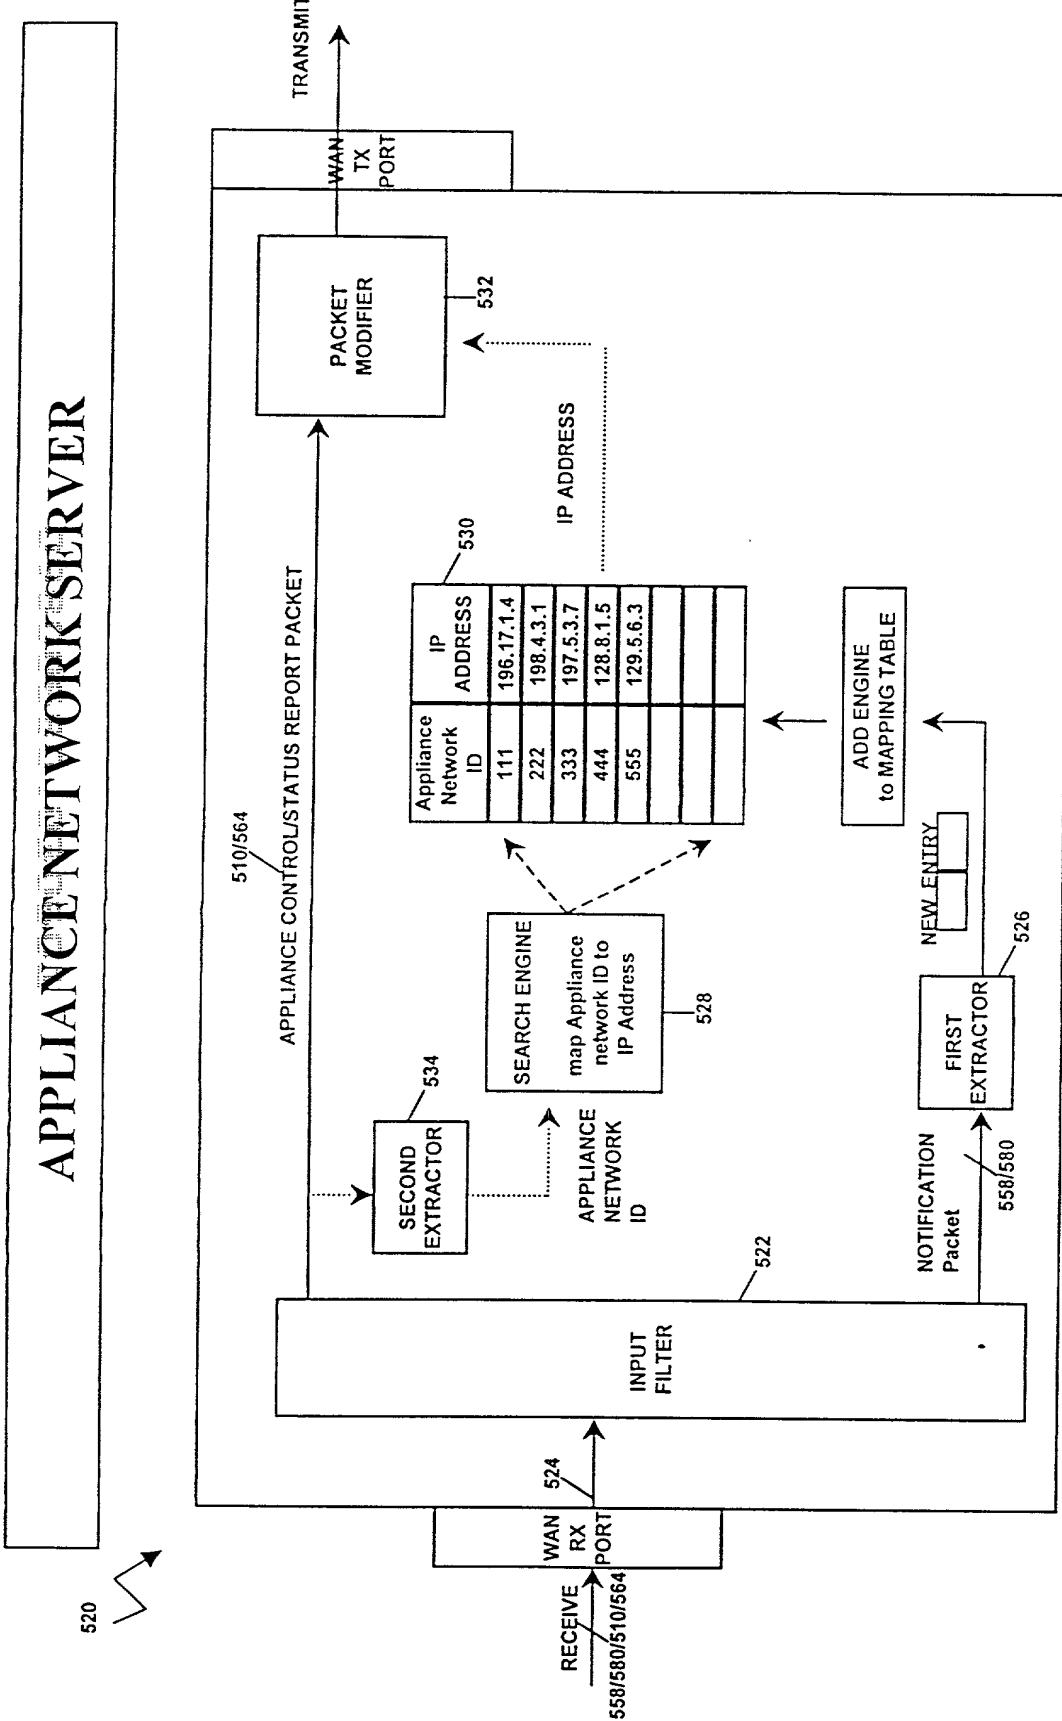 APPLIANCE NETWORK SERVER
520
RECEIVE
558/580/510/564
WAN
RX
PORT
524
INPUT
FILTER
522
510/564
APPLIANCE CONTROL/STATUS REPORT PACKET
SECOND
EXTRACTOR
534
APPLIANCE
NETWORK
ID
SEARCH ENGINE
map Appliance
network ID to
IP Address
528
Appliance
Network
ID
IP
ADDRESS
530
111 196.17.1.4
222 198.4.3.1
333 197.5.3.7
444 128.8.1.5
555 129.5.6.3
IP ADDRESS
PACKET
MODIFIER
532
WAN
TX
PORT
TRANSMIT
NOTIFICATION
Packet
558/580
FIRST
EXTRACTOR
526
NEW ENTRY
ADD ENGINE
to MAPPING TABLE